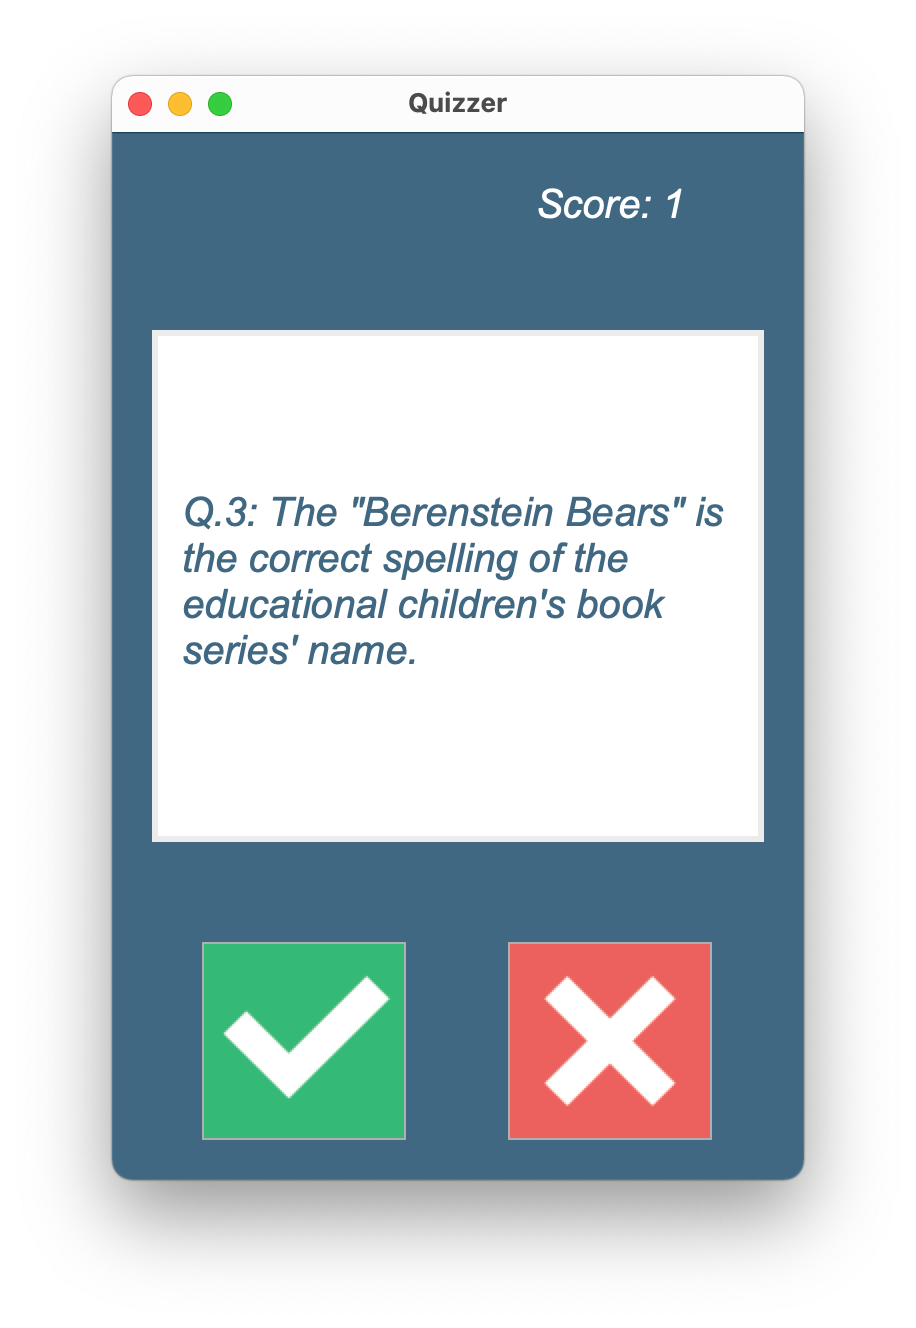 Quizzer
Score: 1
Q.3: The "Berenstein Bears" is
the correct spelling of the
educational children's book
series' name.